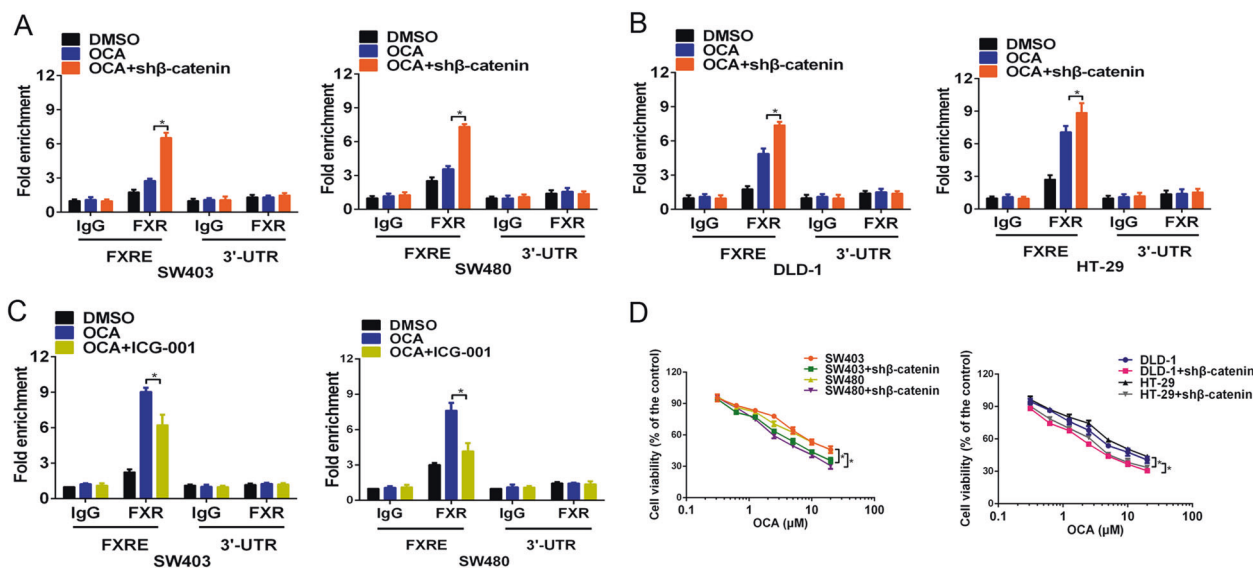 A
DMSO
OCA
OCA+shβ-catenin
Fold enrichment
12
9
6
3
0
*
IgG FXR IgG FXR
FXRE 3'-UTR
SW403
DMSO
OCA
OCA+shβ-catenin
Fold enrichment
12
9
6
3
0
*
IgG FXR IgG FXR
FXRE 3'-UTR
SW480
B
DMSO
OCA
OCA+shβ-catenin
Fold enrichment
12
9
6
3
0
*
IgG FXR IgG FXR
FXRE 3'-UTR
DLD-1
DMSO
OCA
OCA+shβ-catenin
Fold enrichment
12
9
6
3
0
*
IgG FXR IgG FXR
FXRE 3'-UTR
HT-29
C
DMSO
OCA
OCA+ICG-001
Fold enrichment
12
9
6
3
0
*
IgG FXR IgG FXR
FXRE 3'-UTR
SW403
DMSO
OCA
OCA+ICG-001
Fold enrichment
12
9
6
3
0
*
IgG FXR IgG FXR
FXRE 3'-UTR
SW480
D
SW403
SW403+shβ-catenin
SW480
SW480+shβ-catenin
Cell viability (% of the control)
120
90
60
30
0
* *
0.1 1 10 100
OCA (μM)
DLD-1
DLD-1+shβ-catenin
HT-29
HT-29+shβ-catenin
Cell viability (% of the control)
120
90
60
30
0
* *
0.1 1 10 100
OCA (μM)